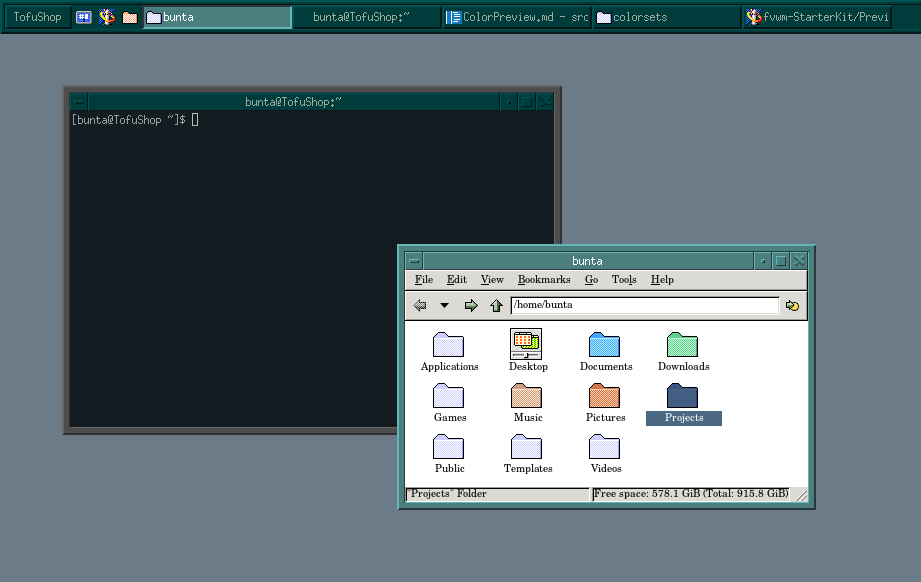 TofuShop bunta bunta@TofuShop:~ ColorPreview.md - src colorsets fvwm-StarterKit/Previ
bunta@TofuShop:~
[bunta@TofuShop ~]$
bunta
File Edit View Bookmarks Go Tools Help
/home/bunta
Applications Desktop Documents Downloads
Games Music Pictures Projects
Public Templates Videos
"Projects" Folder Free space: 578.1 GiB (Total: 915.8 GiB)